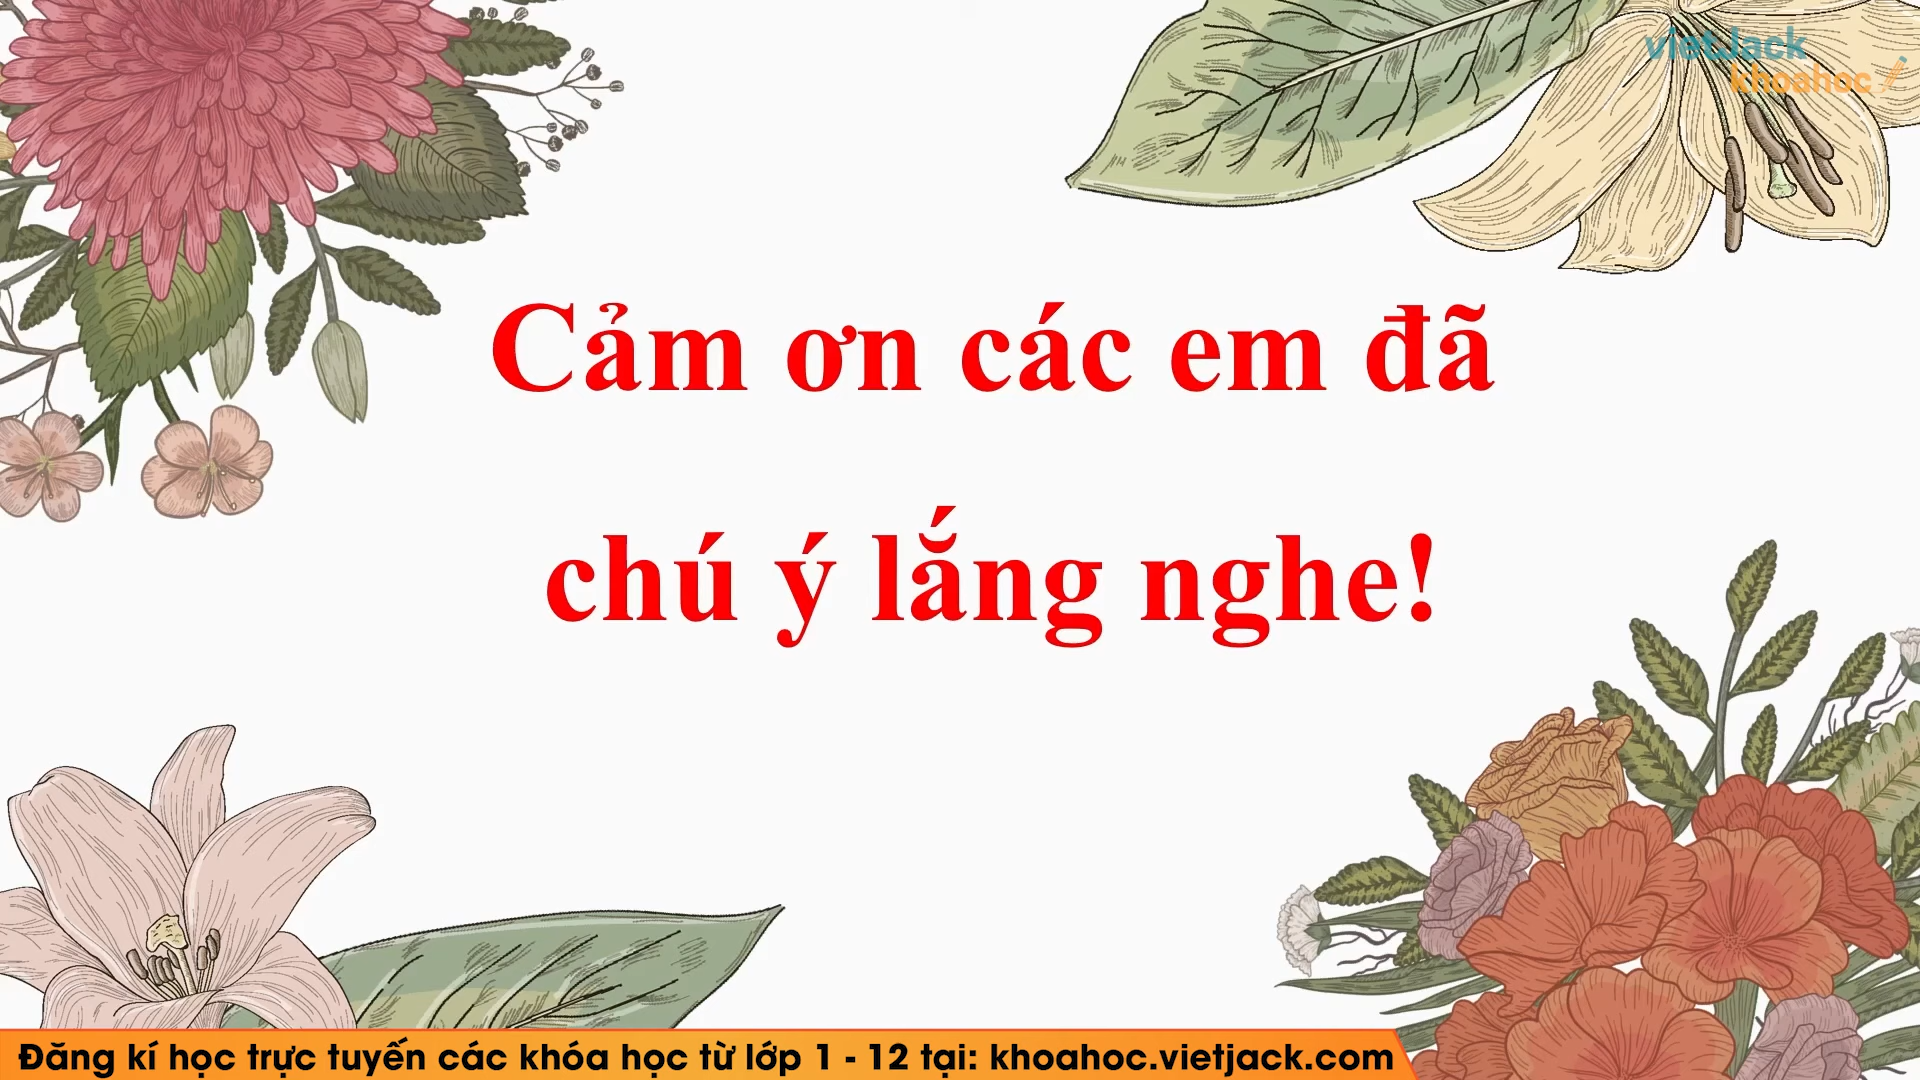 vietJack
khoahoc
Cảm ơn các em đã
chú ý lắng nghe!
Đăng kí học trực tuyến các khóa học từ lớp 1 - 12 tại: khoahoc.vietjack.com